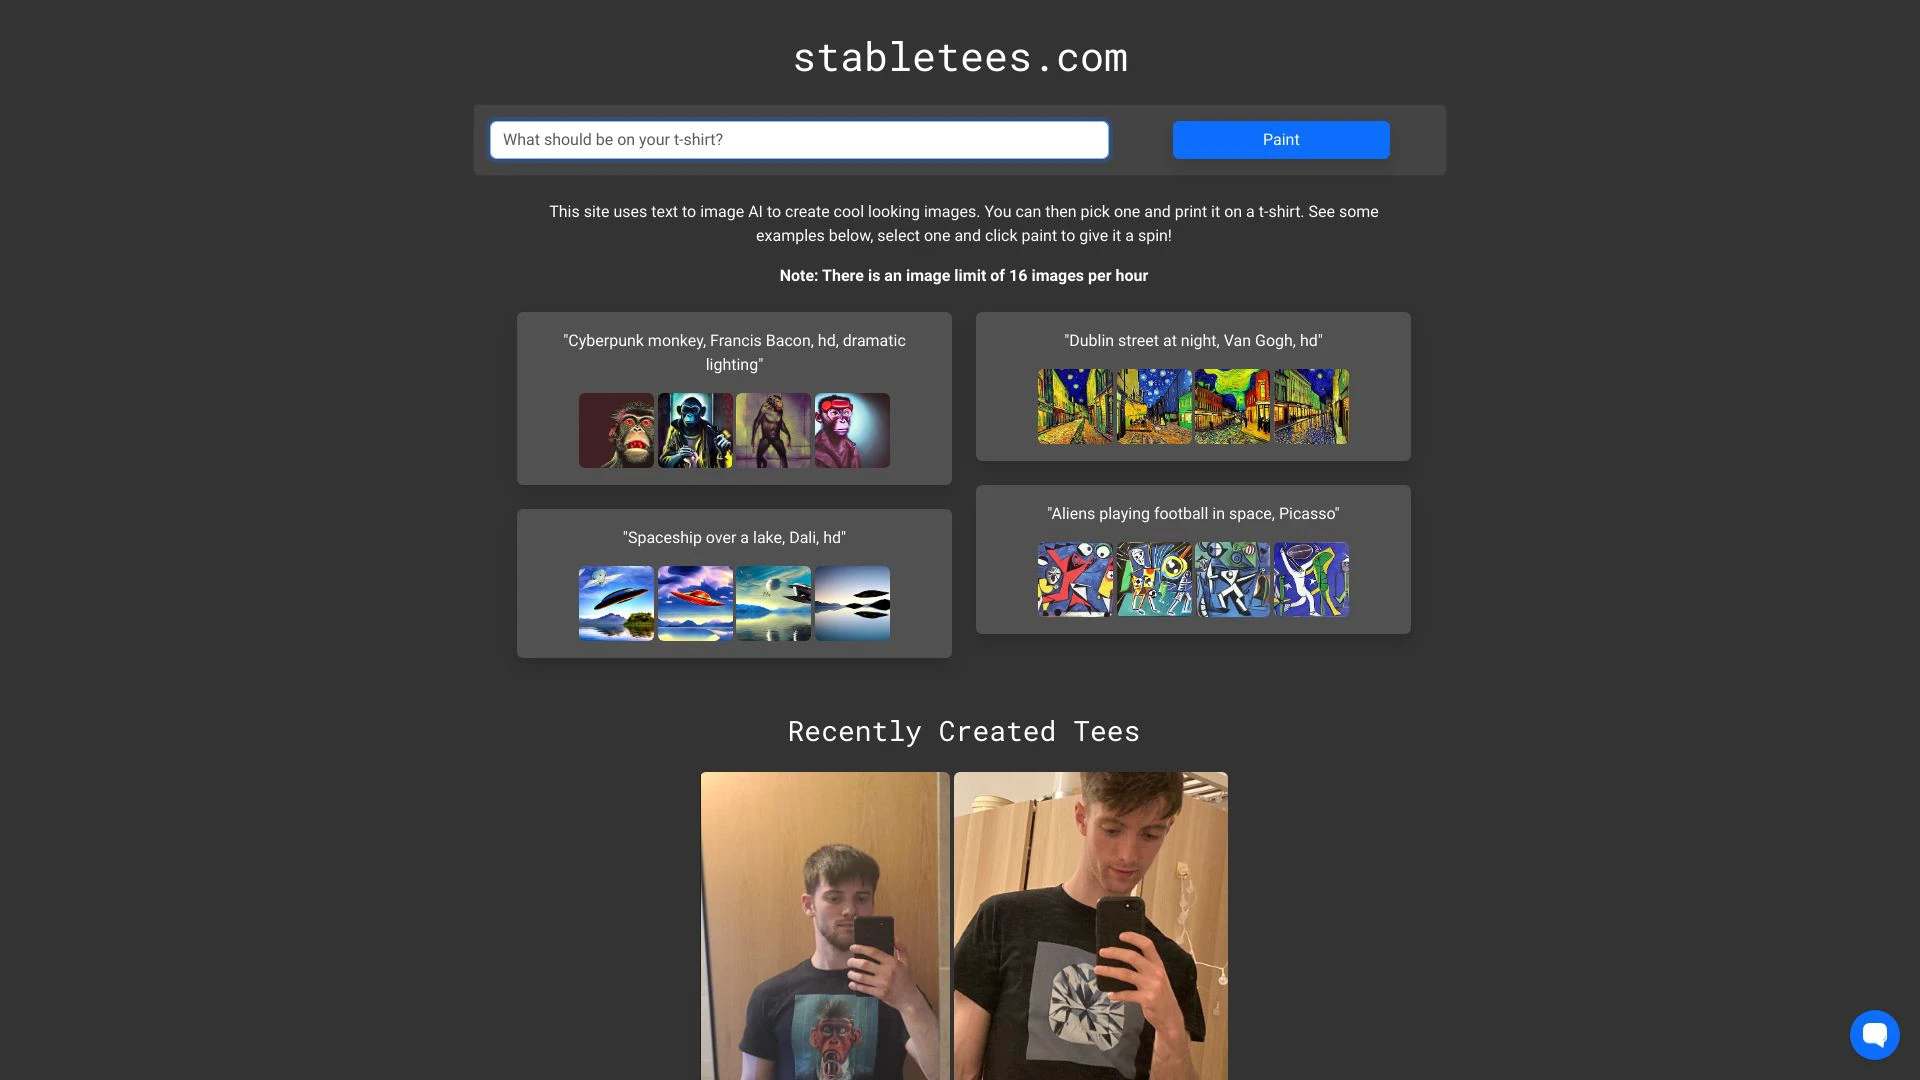 stabletees.com
What should be on your t-shirt?
Paint
This site uses text to image AI to create cool looking images. You can then pick one and print it on a t-shirt. See some
examples below, select one and click paint to give it a spin!
Note: There is an image limit of 16 images per hour
"Cyberpunk monkey, Francis Bacon, hd, dramatic
lighting"
"Dublin street at night, Van Gogh, hd"
"Spaceship over a lake, Dali, hd"
"Aliens playing football in space, Picasso"
Recently Created Tees